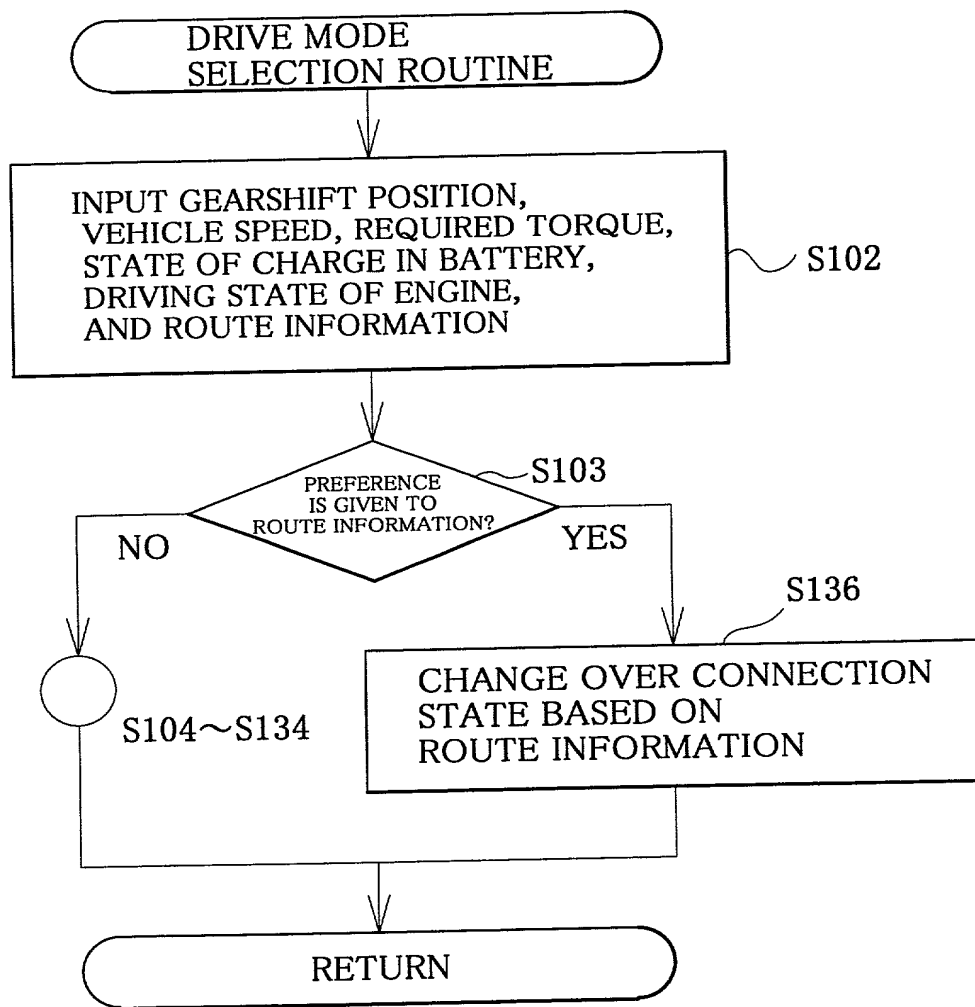 DRIVE MODE
SELECTION ROUTINE
INPUT GEARSHIFT POSITION,
VEHICLE SPEED, REQUIRED TORQUE,
STATE OF CHARGE IN BATTERY,
DRIVING STATE OF ENGINE,
AND ROUTE INFORMATION
S102
PREFERENCE
IS GIVEN TO
ROUTE INFORMATION?
S103
NO
YES
S136
S104～S134
CHANGE OVER CONNECTION
STATE BASED ON
ROUTE INFORMATION
RETURN